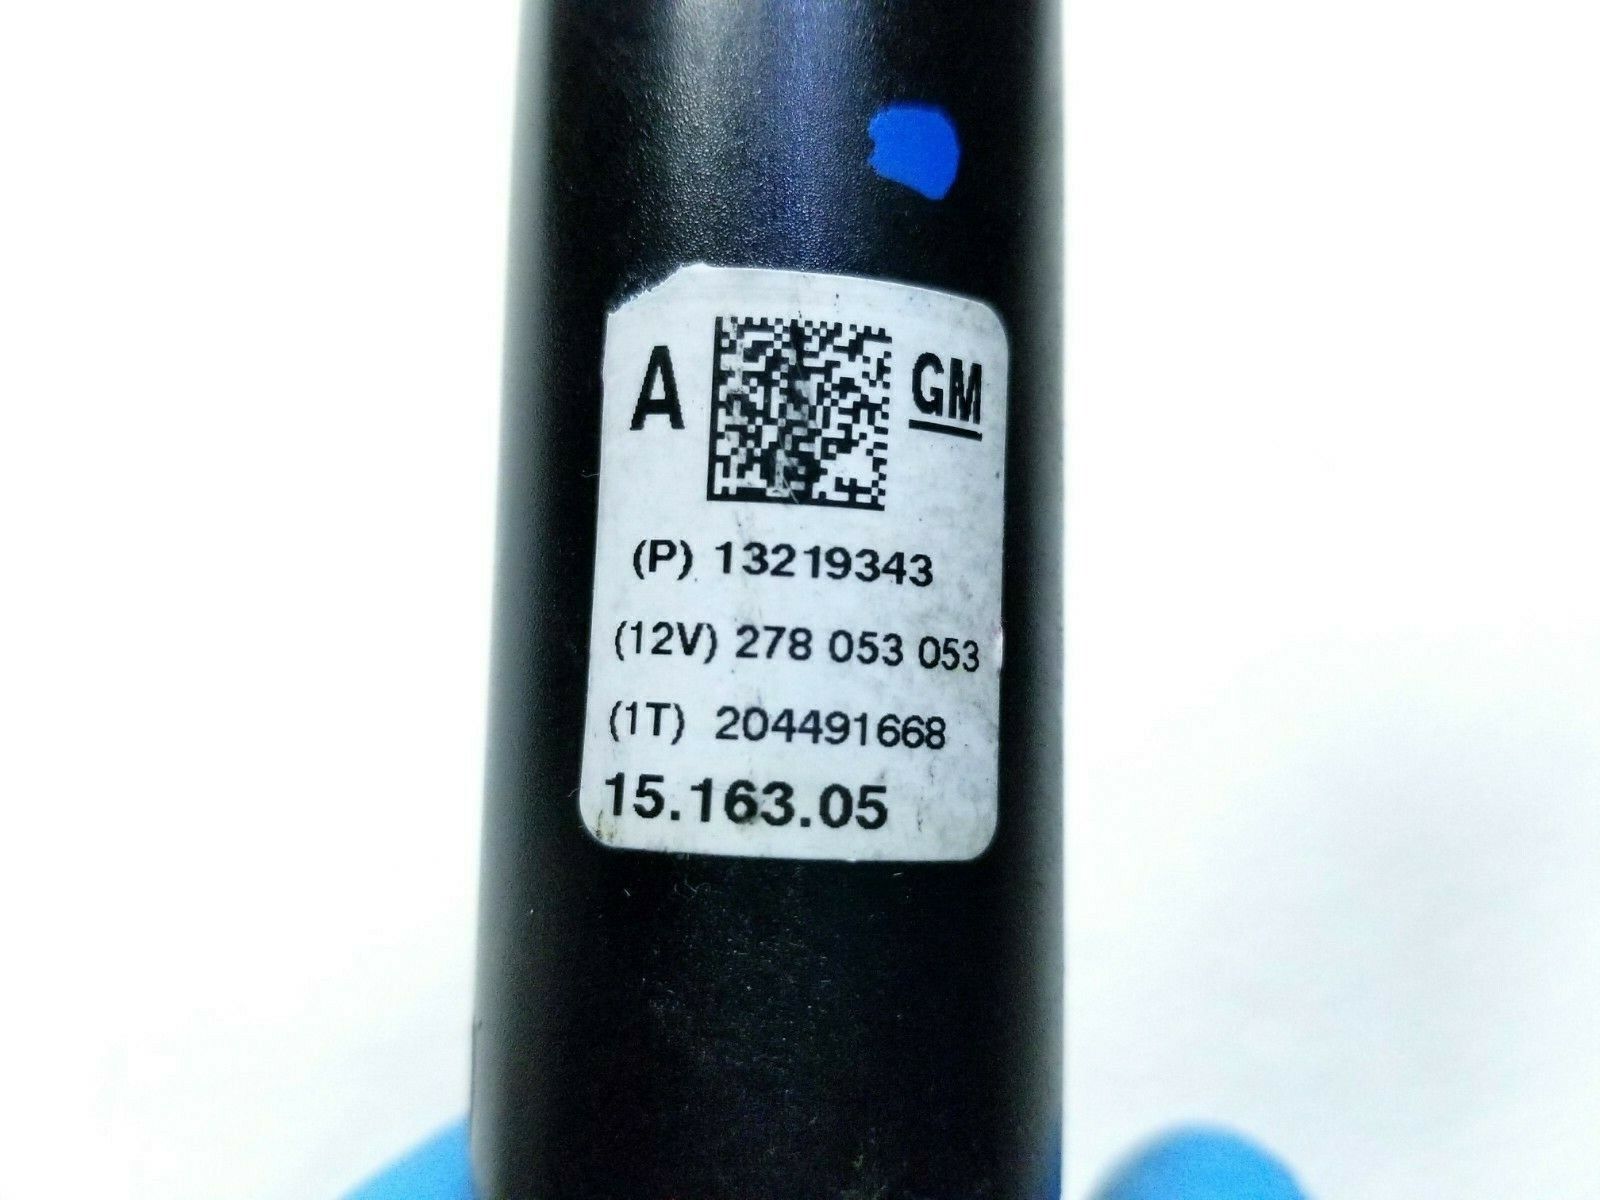 A GM
(P) 13219343
(12V) 278 053 053
(1T) 204491668
15.163.05